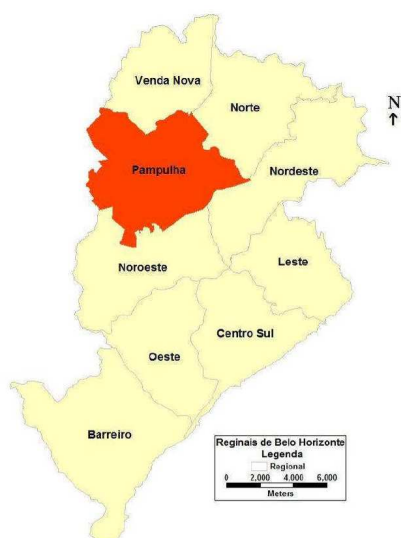 Venda Nova
Norte
N
Pampulha
Nordeste
Noroeste
Leste
Centro Sul
Oeste
Barreiro
Reginais de Belo Horizonte
Legenda
Regional
0 2,000 4,000 6,000
Meters